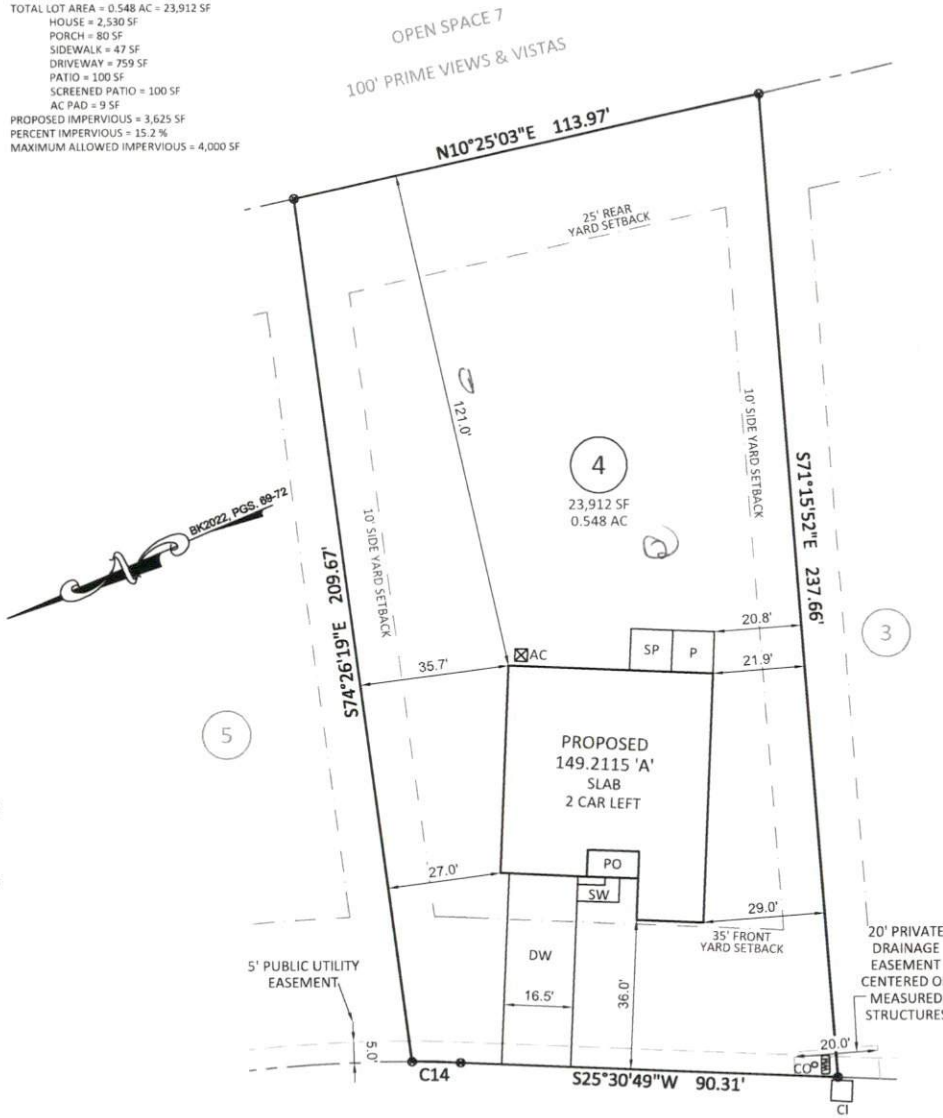 TOTAL LOT AREA = 0.548 AC = 23,912 SF
HOUSE = 2,530 SF
PORCH = 80 SF
SIDEWALK = 47 SF
DRIVEWAY = 759 SF
PATIO = 100 SF
SCREENED PATIO = 100 SF
AC PAD = 9 SF
PROPOSED IMPERVIOUS = 3,625 SF
PERCENT IMPERVIOUS = 15.2 %
MAXIMUM ALLOWED IMPERVIOUS = 4,000 SF
OPEN SPACE 7
100' PRIME VIEWS & VISTAS
N10°25'03"E 113.97'
25' REAR
YARD SETBACK
121.0'
10' SIDE YARD SETBACK
4
23,912 SF
0.548 AC
S71°15'52"E 237.66'
BK2022, PGS. 69-72
10' SIDE YARD SETBACK
S74°26'19"E 209.67'
3
20.8'
SP
P
AC
35.7'
21.9'
5
PROPOSED
149.2115 'A'
SLAB
2 CAR LEFT
PO
27.0'
SW
29.0'
35' FRONT
YARD SETBACK
20' PRIVATE
DRAINAGE
EASEMENT
CENTERED O
MEASURED
STRUCTURES
5' PUBLIC UTILITY
EASEMENT
DW
16.5'
36.0'
5.0'
20.0'
CO
C14
S25°30'49"W 90.31'
CI